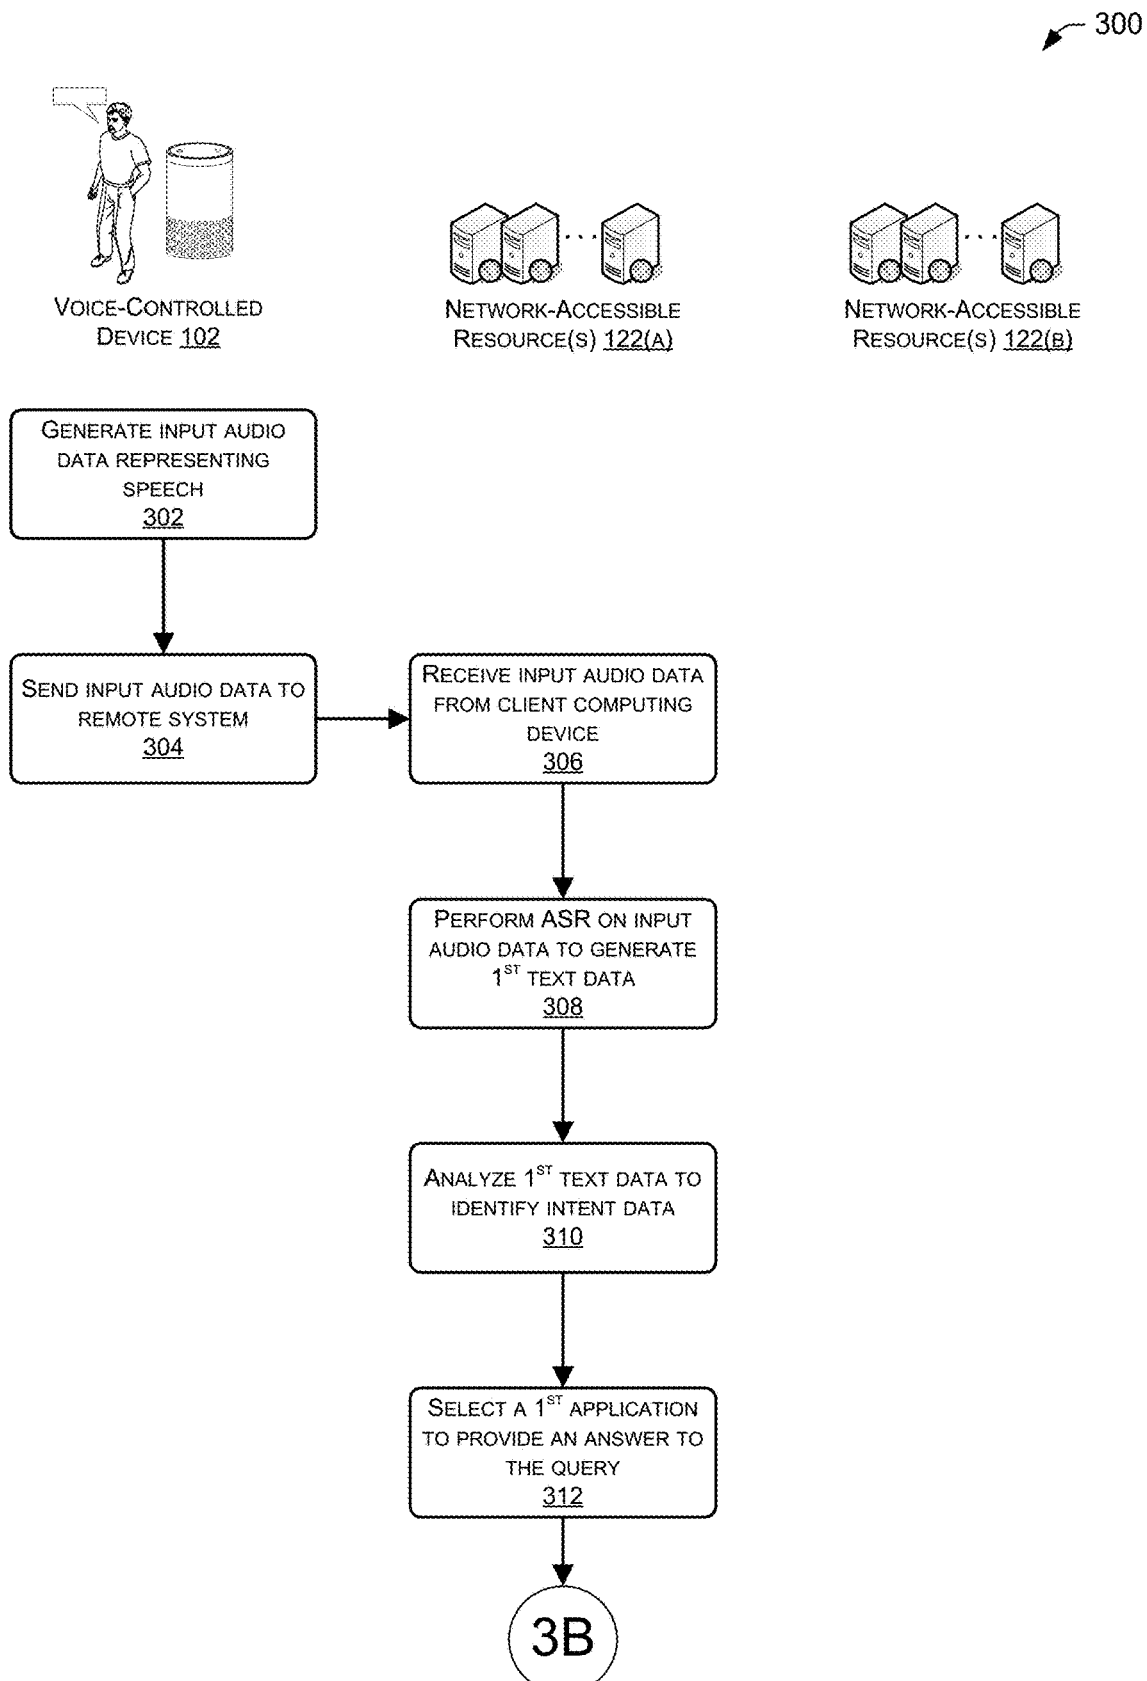 300
VOICE-CONTROLLED
DEVICE 102
NETWORK-ACCESSIBLE
RESOURCE(S) 122(A)
NETWORK-ACCESSIBLE
RESOURCE(S) 122(B)
GENERATE INPUT AUDIO
DATA REPRESENTING
SPEECH
302
SEND INPUT AUDIO DATA TO
REMOTE SYSTEM
304
RECEIVE INPUT AUDIO DATA
FROM CLIENT COMPUTING
DEVICE
306
PERFORM ASR ON INPUT
AUDIO DATA TO GENERATE
1ST TEXT DATA
308
ANALYZE 1ST TEXT DATA TO
IDENTIFY INTENT DATA
310
SELECT A 1ST APPLICATION
TO PROVIDE AN ANSWER TO
THE QUERY
312
3B